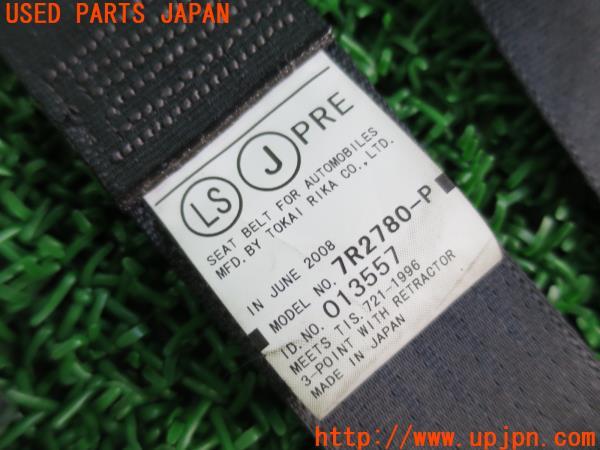 USED PARTS JAPAN
LS J PRE
SEAT BELT FOR AUTOMOBILES
MFD. BY TOKAI RIKA CO., LTD.
IN JUNE 2008
MODEL NO. 7R2780-P
ID. NO. 013557
MEETS T.I.S. 721-1996
3-POINT WITH RETRACTOR
MADE IN JAPAN
http://www.upjpn.com